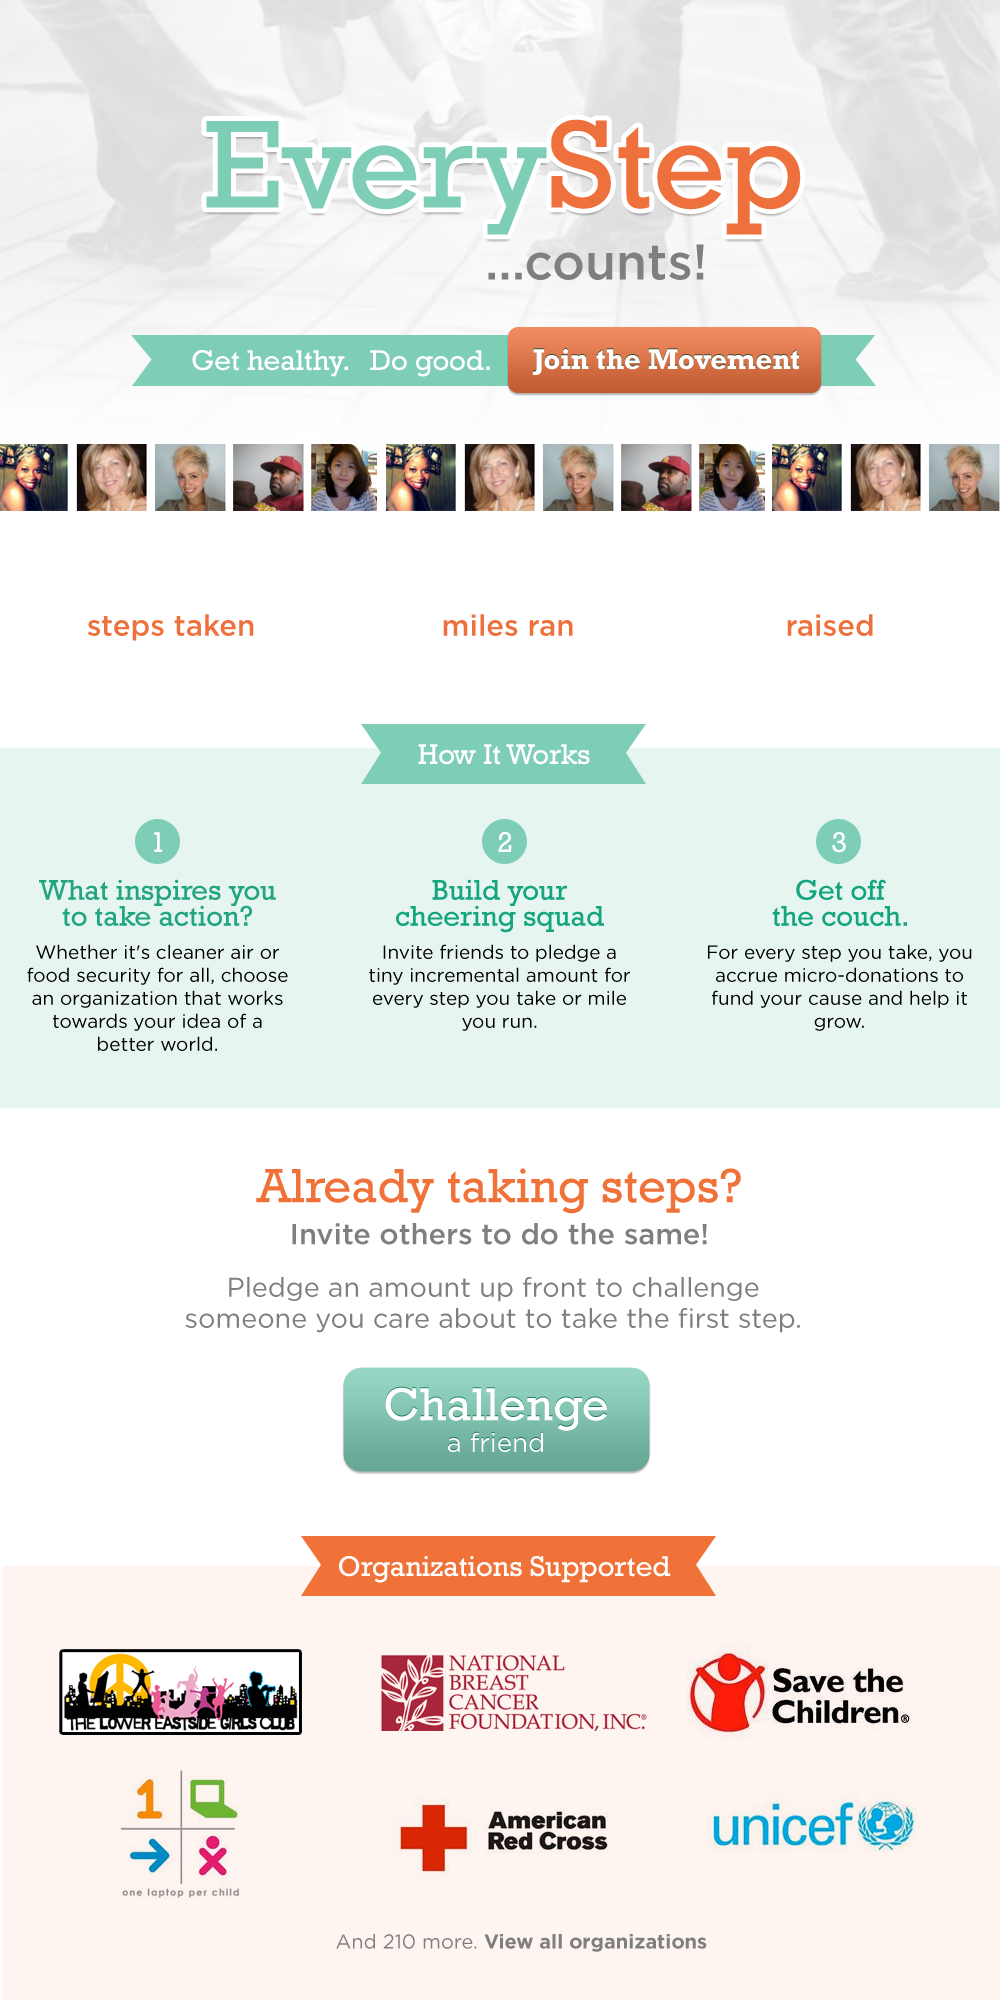 EveryStep
...counts!
Get healthy. Do good.
Join the Movement
steps taken
miles ran
raised
How It Works
1
What inspires you
to take action?
Whether it's cleaner air or
food security for all, choose
an organization that works
towards your idea of a
better world.
2
Build your
cheering squad
Invite friends to pledge a
tiny incremental amount for
every step you take or mile
you run.
3
Get off
the couch.
For every step you take, you
accrue micro-donations to
fund your cause and help it
grow.
Already taking steps?
Invite others to do the same!
Pledge an amount up front to challenge
someone you care about to take the first step.
Challenge
a friend
Organizations Supported
THE LOWER EASTSIDE GIRLS CLUB
NATIONAL
BREAST
CANCER
FOUNDATION, INC.®
Save the
Children®
1
one laptop per child
American
Red Cross
unicef
And 210 more. View all organizations